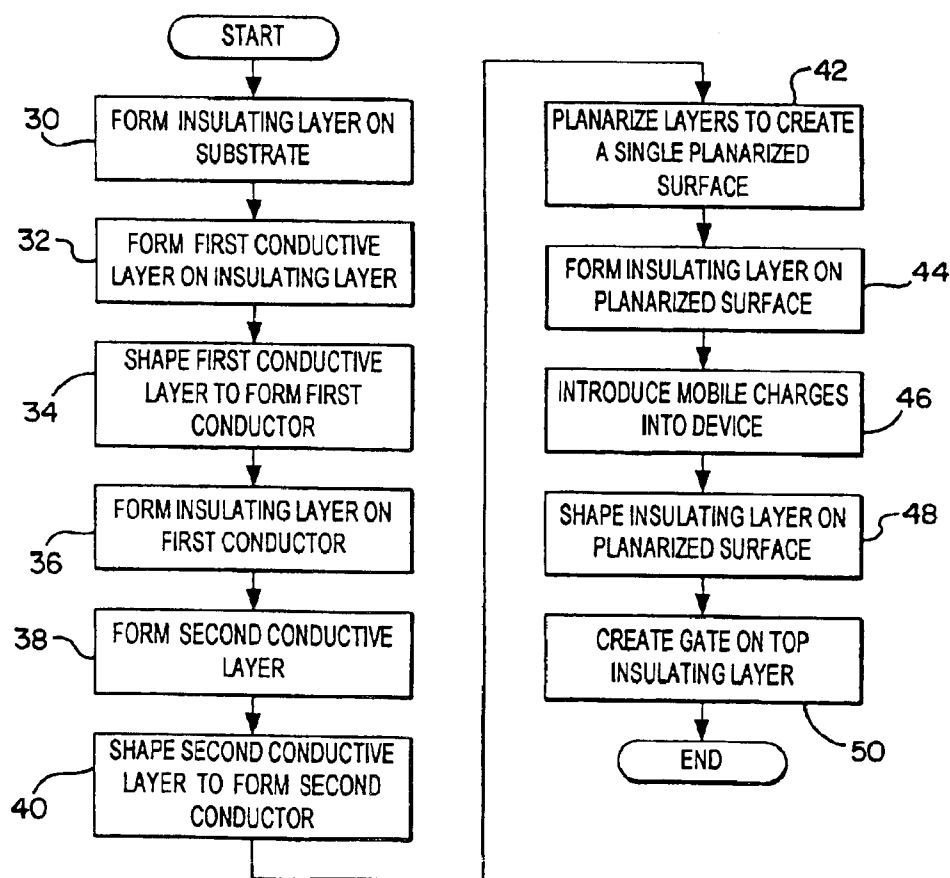 START
30
FORM INSULATING LAYER ON
SUBSTRATE
32
FORM FIRST CONDUCTIVE
LAYER ON INSULATING LAYER
34
SHAPE FIRST CONDUCTIVE
LAYER TO FORM FIRST
CONDUCTOR
36
FORM INSULATING LAYER ON
FIRST CONDUCTOR
38
FORM SECOND CONDUCTIVE
LAYER
40
SHAPE SECOND CONDUCTIVE
LAYER TO FORM SECOND
CONDUCTOR
42
PLANARIZE LAYERS TO CREATE
A SINGLE PLANARIZED
SURFACE
44
FORM INSULATING LAYER ON
PLANARIZED SURFACE
46
INTRODUCE MOBILE CHARGES
INTO DEVICE
48
SHAPE INSULATING LAYER ON
PLANARIZED SURFACE
CREATE GATE ON TOP
INSULATING LAYER
50
END